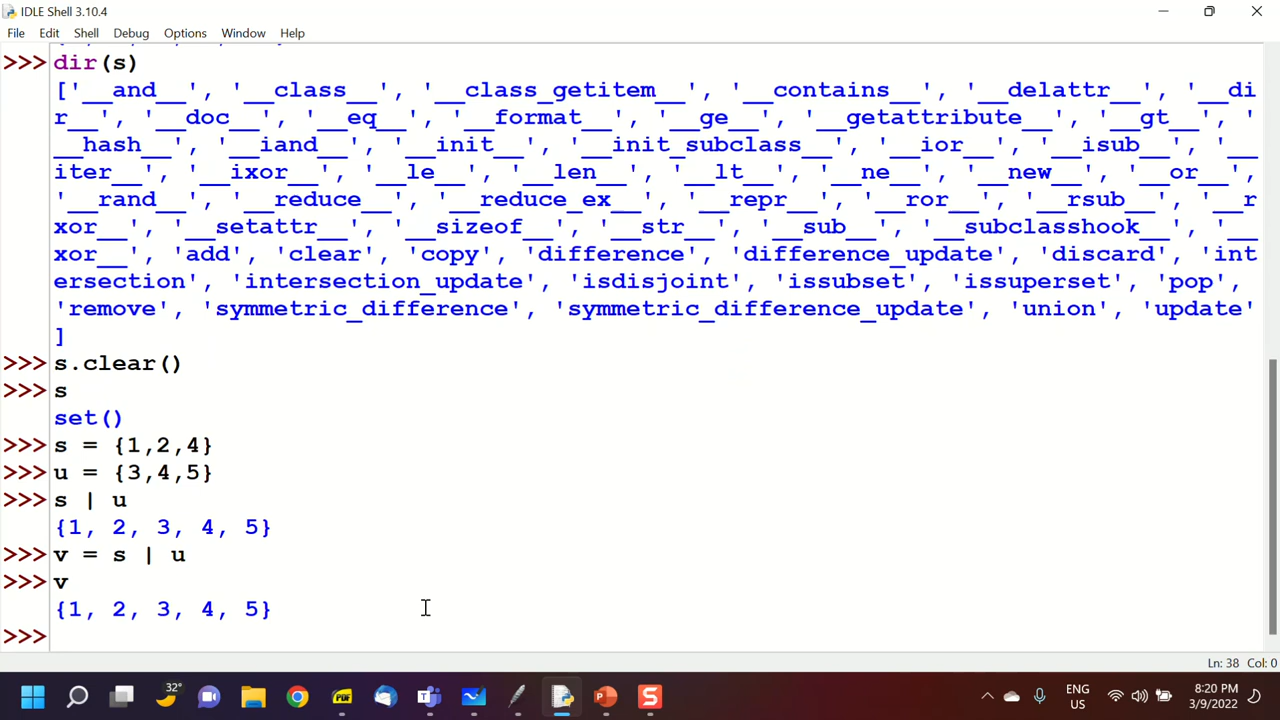 IDLE Shell 3.10.4
File Edit Shell Debug Options Window Help
>>> dir(s)
['__and__', '__class__', '__class_getitem__', '__contains__', '__delattr__', '__di
r__', '__doc__', '__eq__', '__format__', '__ge__', '__getattribute__', '__gt__', '
__hash__', '__iand__', '__init__', '__init_subclass__', '__ior__', '__isub__', '__
iter__', '__ixor__', '__le__', '__len__', '__lt__', '__ne__', '__new__', '__or__',
'__rand__', '__reduce__', '__reduce_ex__', '__repr__', '__ror__', '__rsub__', '__r
xor__', '__setattr__', '__sizeof__', '__str__', '__sub__', '__subclasshook__', '__
xor__', 'add', 'clear', 'copy', 'difference', 'difference_update', 'discard', 'int
ersection', 'intersection_update', 'isdisjoint', 'issubset', 'issuperset', 'pop',
'remove', 'symmetric_difference', 'symmetric_difference_update', 'union', 'update'
]
>>> s.clear()
>>> s
set()
>>> s = {1,2,4}
>>> u = {3,4,5}
>>> s | u
{1, 2, 3, 4, 5}
>>> v = s | u
>>> v
{1, 2, 3, 4, 5}
>>>
Ln: 38 Col: 0
32°
PDF
ENG
US
8:20 PM
3/9/2022